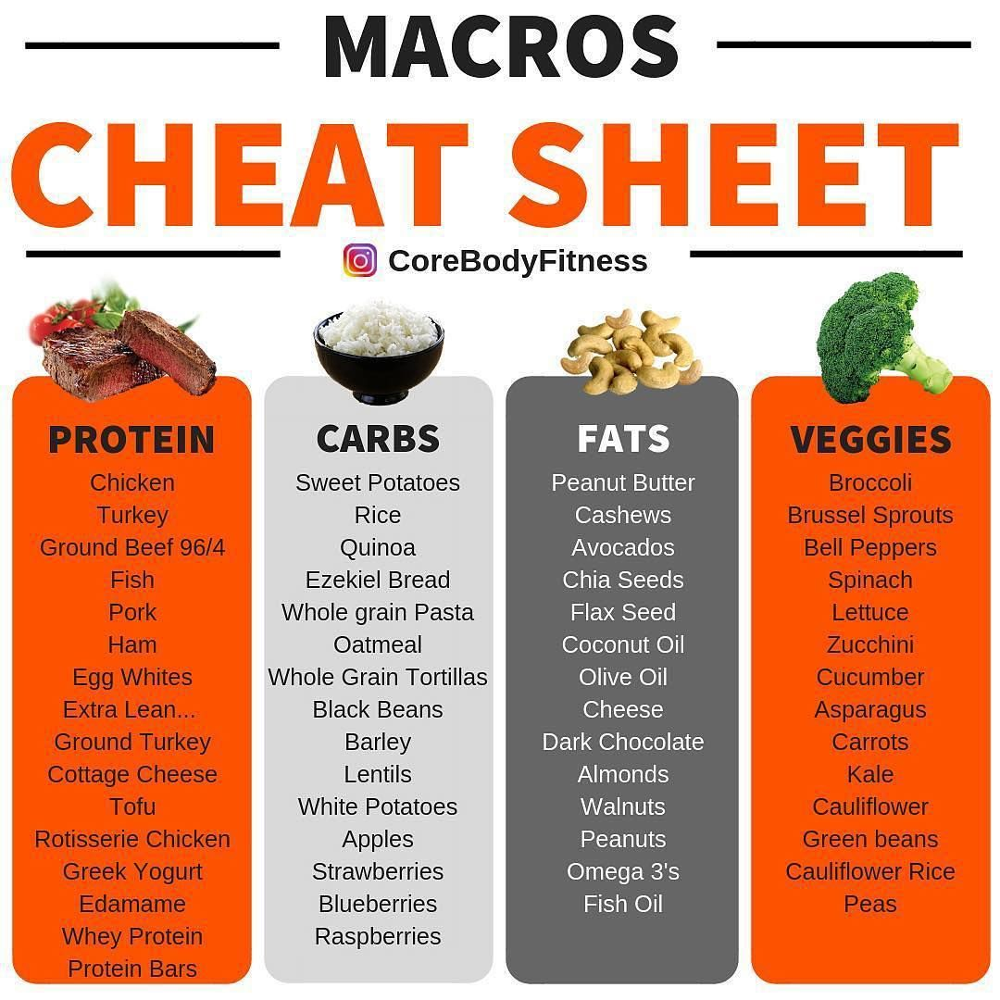 MACROS
CHEAT SHEET
CoreBodyFitness
PROTEIN
Chicken
Turkey
Ground Beef 96/4
Fish
Pork
Ham
Egg Whites
Extra Lean...
Ground Turkey
Cottage Cheese
Tofu
Rotisserie Chicken
Greek Yogurt
Edamame
Whey Protein
Protein Bars
CARBS
Sweet Potatoes
Rice
Quinoa
Ezekiel Bread
Whole grain Pasta
Oatmeal
Whole Grain Tortillas
Black Beans
Barley
Lentils
White Potatoes
Apples
Strawberries
Blueberries
Raspberries
FATS
Peanut Butter
Cashews
Avocados
Chia Seeds
Flax Seed
Coconut Oil
Olive Oil
Cheese
Dark Chocolate
Almonds
Walnuts
Peanuts
Omega 3's
Fish Oil
VEGGIES
Broccoli
Brussel Sprouts
Bell Peppers
Spinach
Lettuce
Zucchini
Cucumber
Asparagus
Carrots
Kale
Cauliflower
Green beans
Cauliflower Rice
Peas